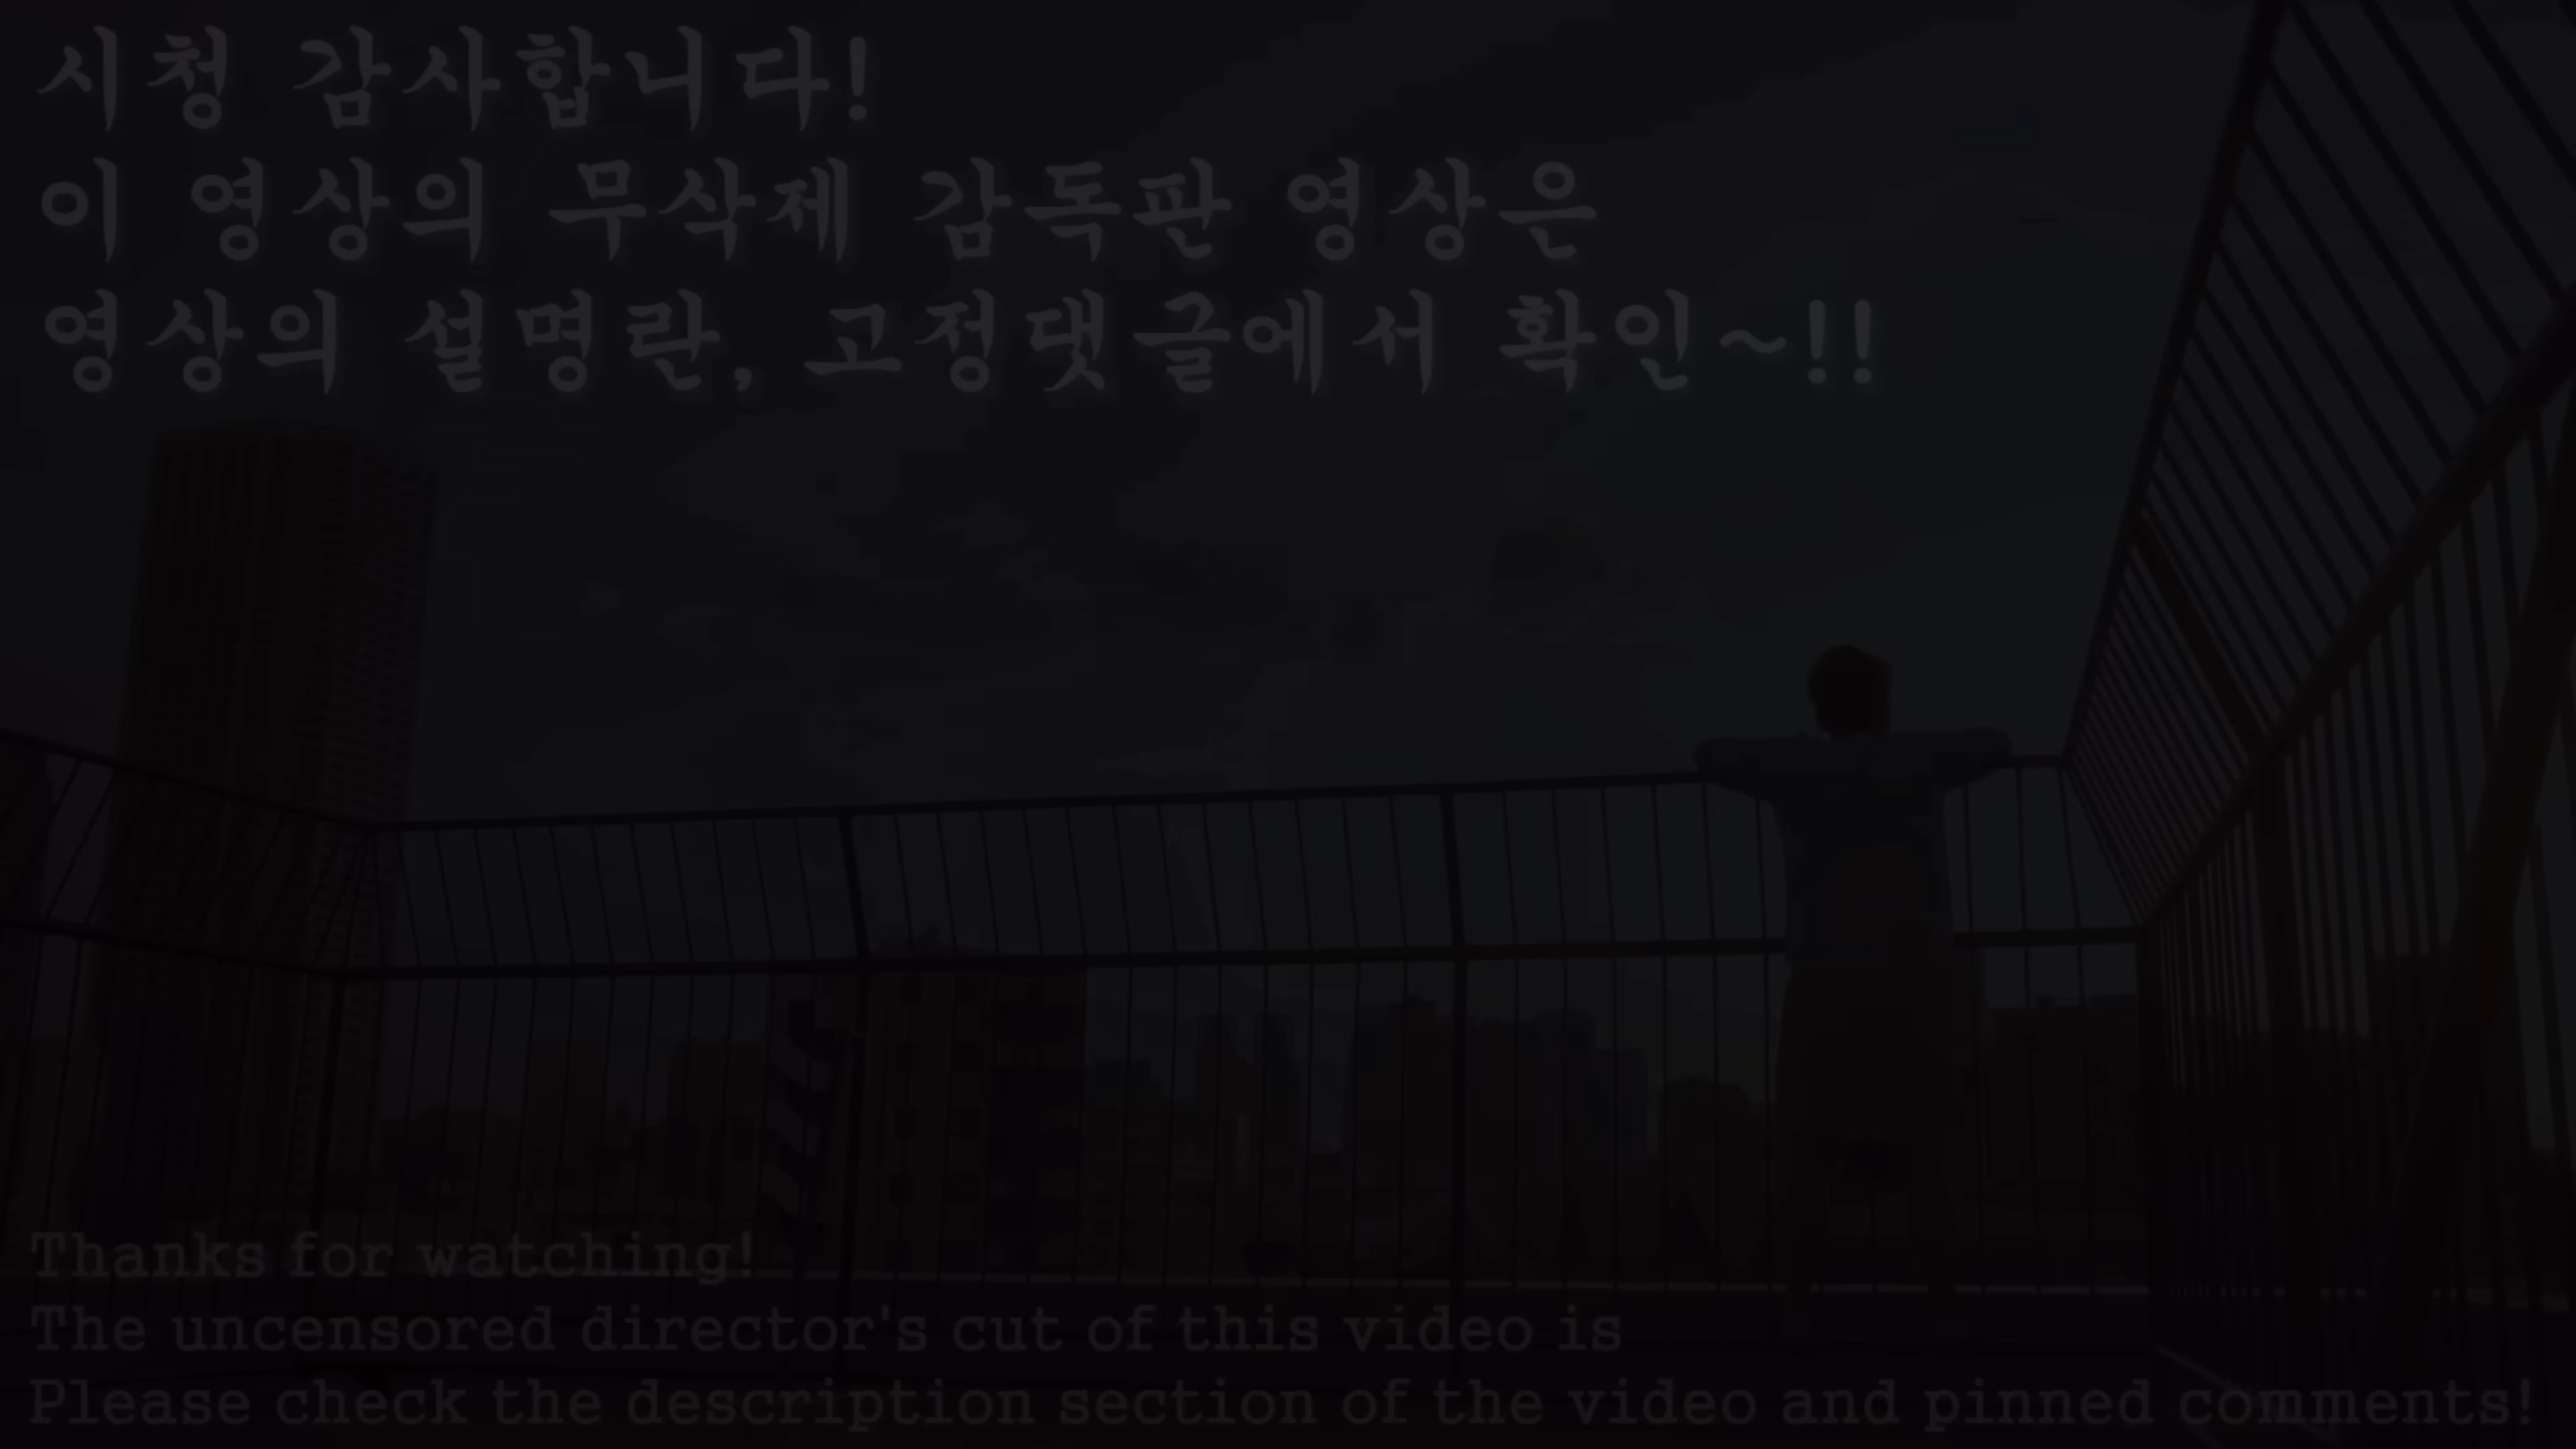 시청 감사합니다!
이 영상의 무삭제 감독판 영상은
영상의 설명란, 고정댓글에서 확인~!!
Thanks for watching!
The uncensored director's cut of this video is
Please check the description section of the video and pinned comments!